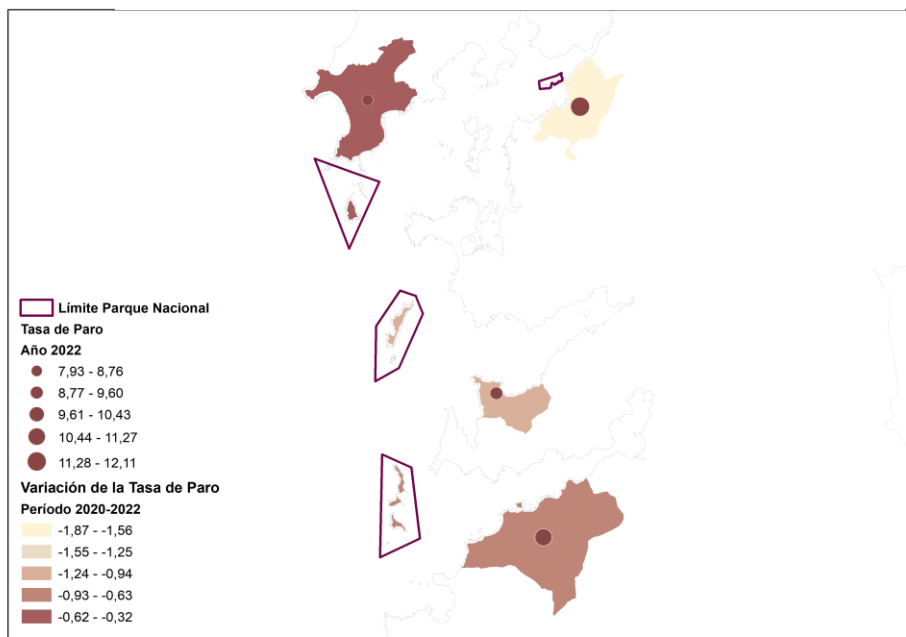 Límite Parque Nacional
Tasa de Paro
Año 2022
7,93 - 8,76
8,77 - 9,60
9,61 - 10,43
10,44 - 11,27
11,28 - 12,11
Variación de la Tasa de Paro
Período 2020-2022
-1,87 - -1,56
-1,55 - -1,25
-1,24 - -0,94
-0,93 - -0,63
-0,62 - -0,32